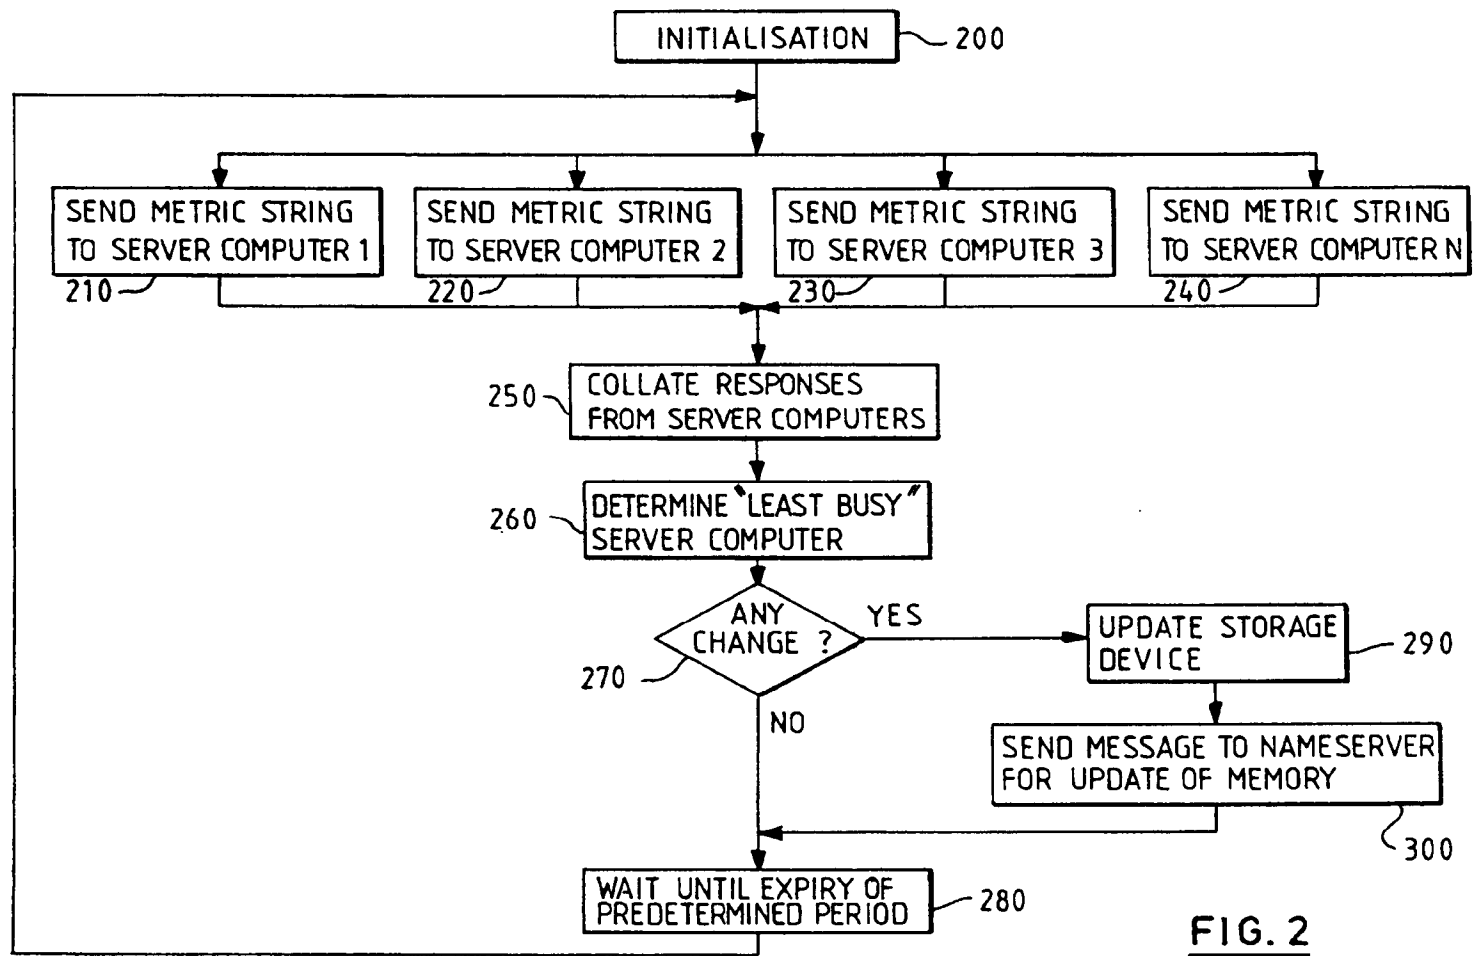 INITIALISATION
200
SEND METRIC STRING
TO SERVER COMPUTER 1
210
SEND METRIC STRING
TO SERVER COMPUTER 2
220
SEND METRIC STRING
TO SERVER COMPUTER 3
230
SEND METRIC STRING
TO SERVER COMPUTER N
240
250
COLLATE RESPONSES
FROM SERVER COMPUTERS
260
DETERMINE "LEAST BUSY"
SERVER COMPUTER
ANY
CHANGE ?
270
YES
NO
UPDATE STORAGE
DEVICE
290
SEND MESSAGE TO NAMESERVER
FOR UPDATE OF MEMORY
300
WAIT UNTIL EXPIRY OF
PREDETERMINED PERIOD
280
FIG. 2